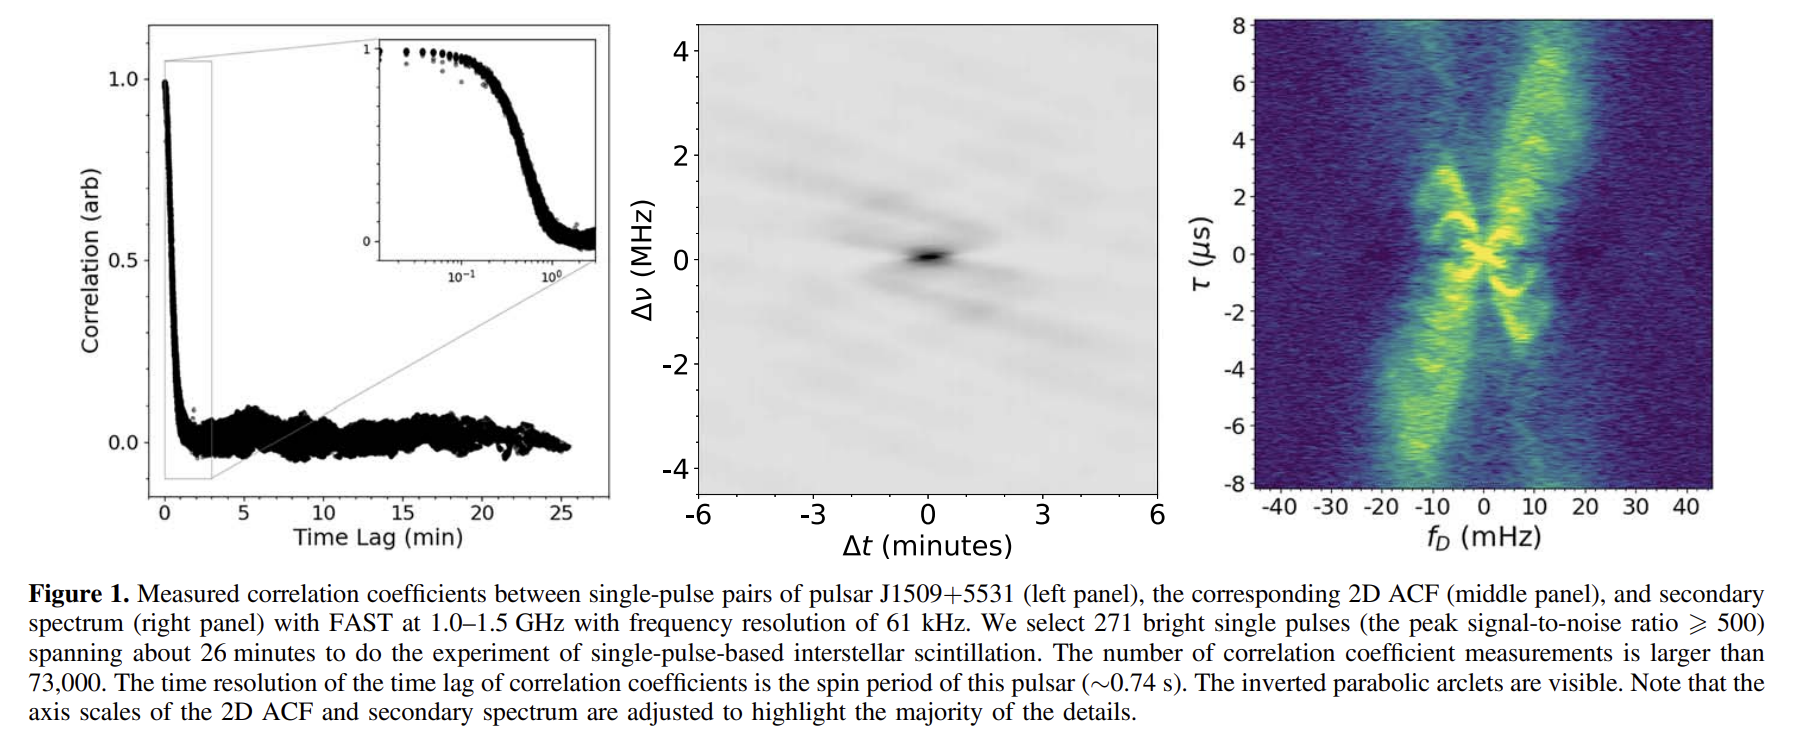 1.0
0.5
0.0
Correlation (arb)
0 5 10 15 20 25
Time Lag (min)
1
0
10⁻¹ 10⁰
4
2
0
-2
-4
Δν (MHz)
-6 -3 0 3 6
Δt (minutes)
8
6
4
2
0
-2
-4
-6
-8
τ (μs)
-40 -30 -20 -10 0 10 20 30 40
f_D (mHz)
Figure 1. Measured correlation coefficients between single-pulse pairs of pulsar J1509+5531 (left panel), the corresponding 2D ACF (middle panel), and secondary
spectrum (right panel) with FAST at 1.0–1.5 GHz with frequency resolution of 61 kHz. We select 271 bright single pulses (the peak signal-to-noise ratio ⩾ 500)
spanning about 26 minutes to do the experiment of single-pulse-based interstellar scintillation. The number of correlation coefficient measurements is larger than
73,000. The time resolution of the time lag of correlation coefficients is the spin period of this pulsar (∼0.74 s). The inverted parabolic arclets are visible. Note that the
axis scales of the 2D ACF and secondary spectrum are adjusted to highlight the majority of the details.